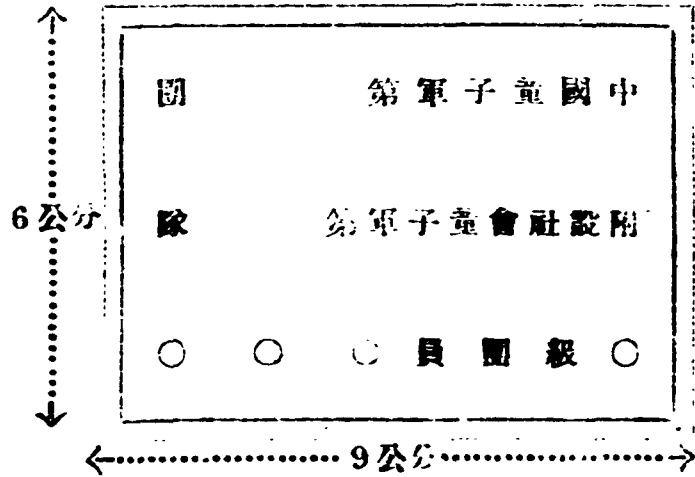 中國童子軍第 團
附設社會童子軍第 隊
○級團員○ ○ ○
6公分
9公分